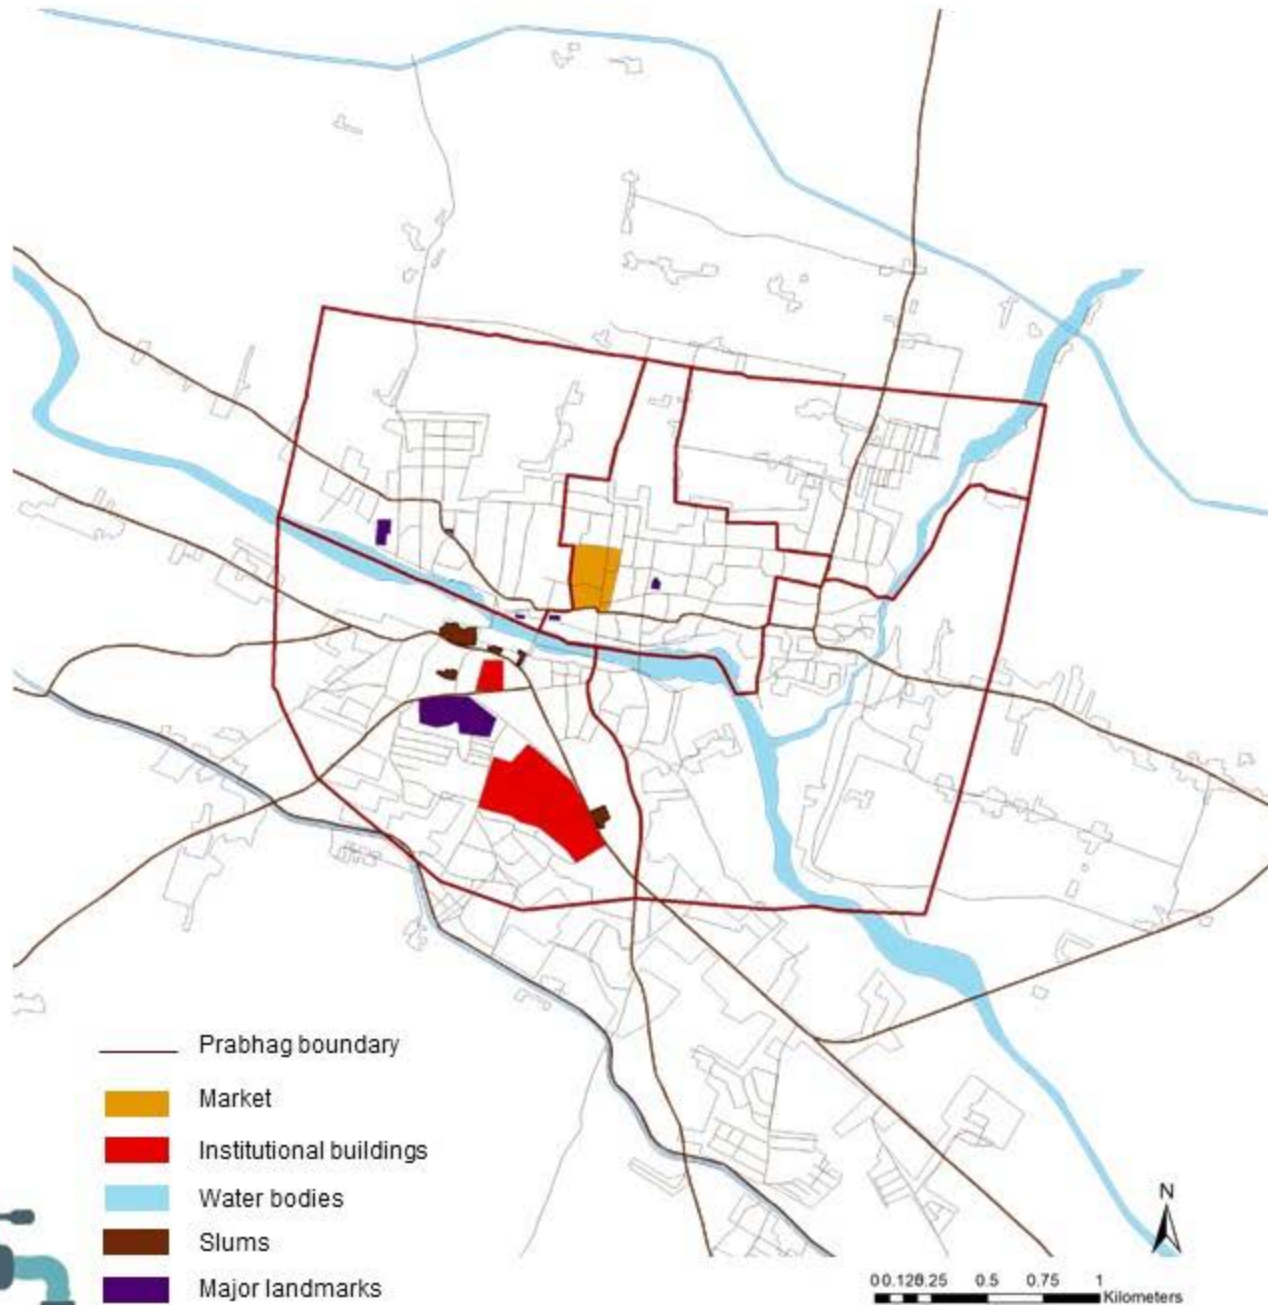 Prabhag boundary
Market
Institutional buildings
Water bodies
Slums
Major landmarks
N
0 0.125 0.25 0.5 0.75 1
Kilometers